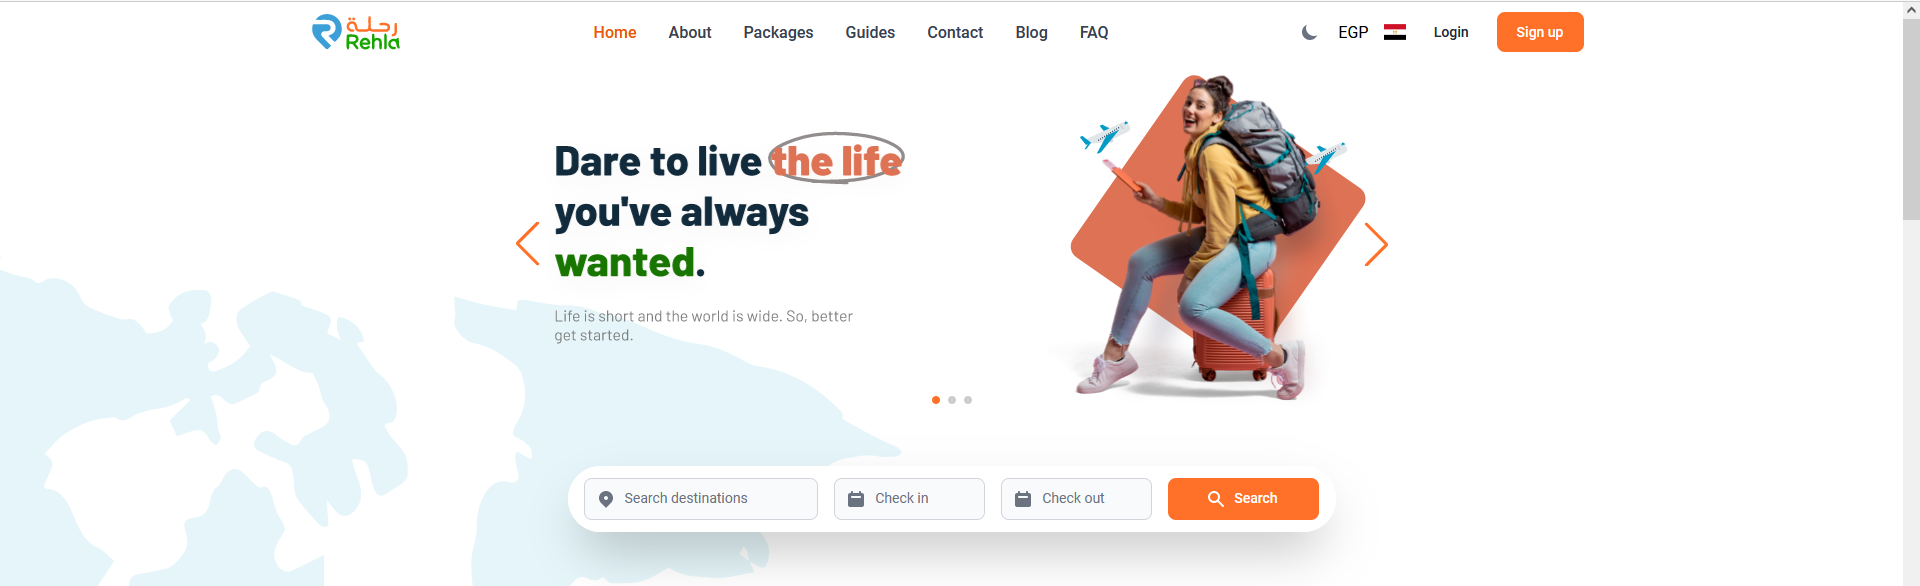 رحلة
Rehla
Home About Packages Guides Contact Blog FAQ
EGP Login Sign up
Dare to live the life
you've always
wanted.
Life is short and the world is wide. So, better
get started.
Search destinations Check in Check out Search